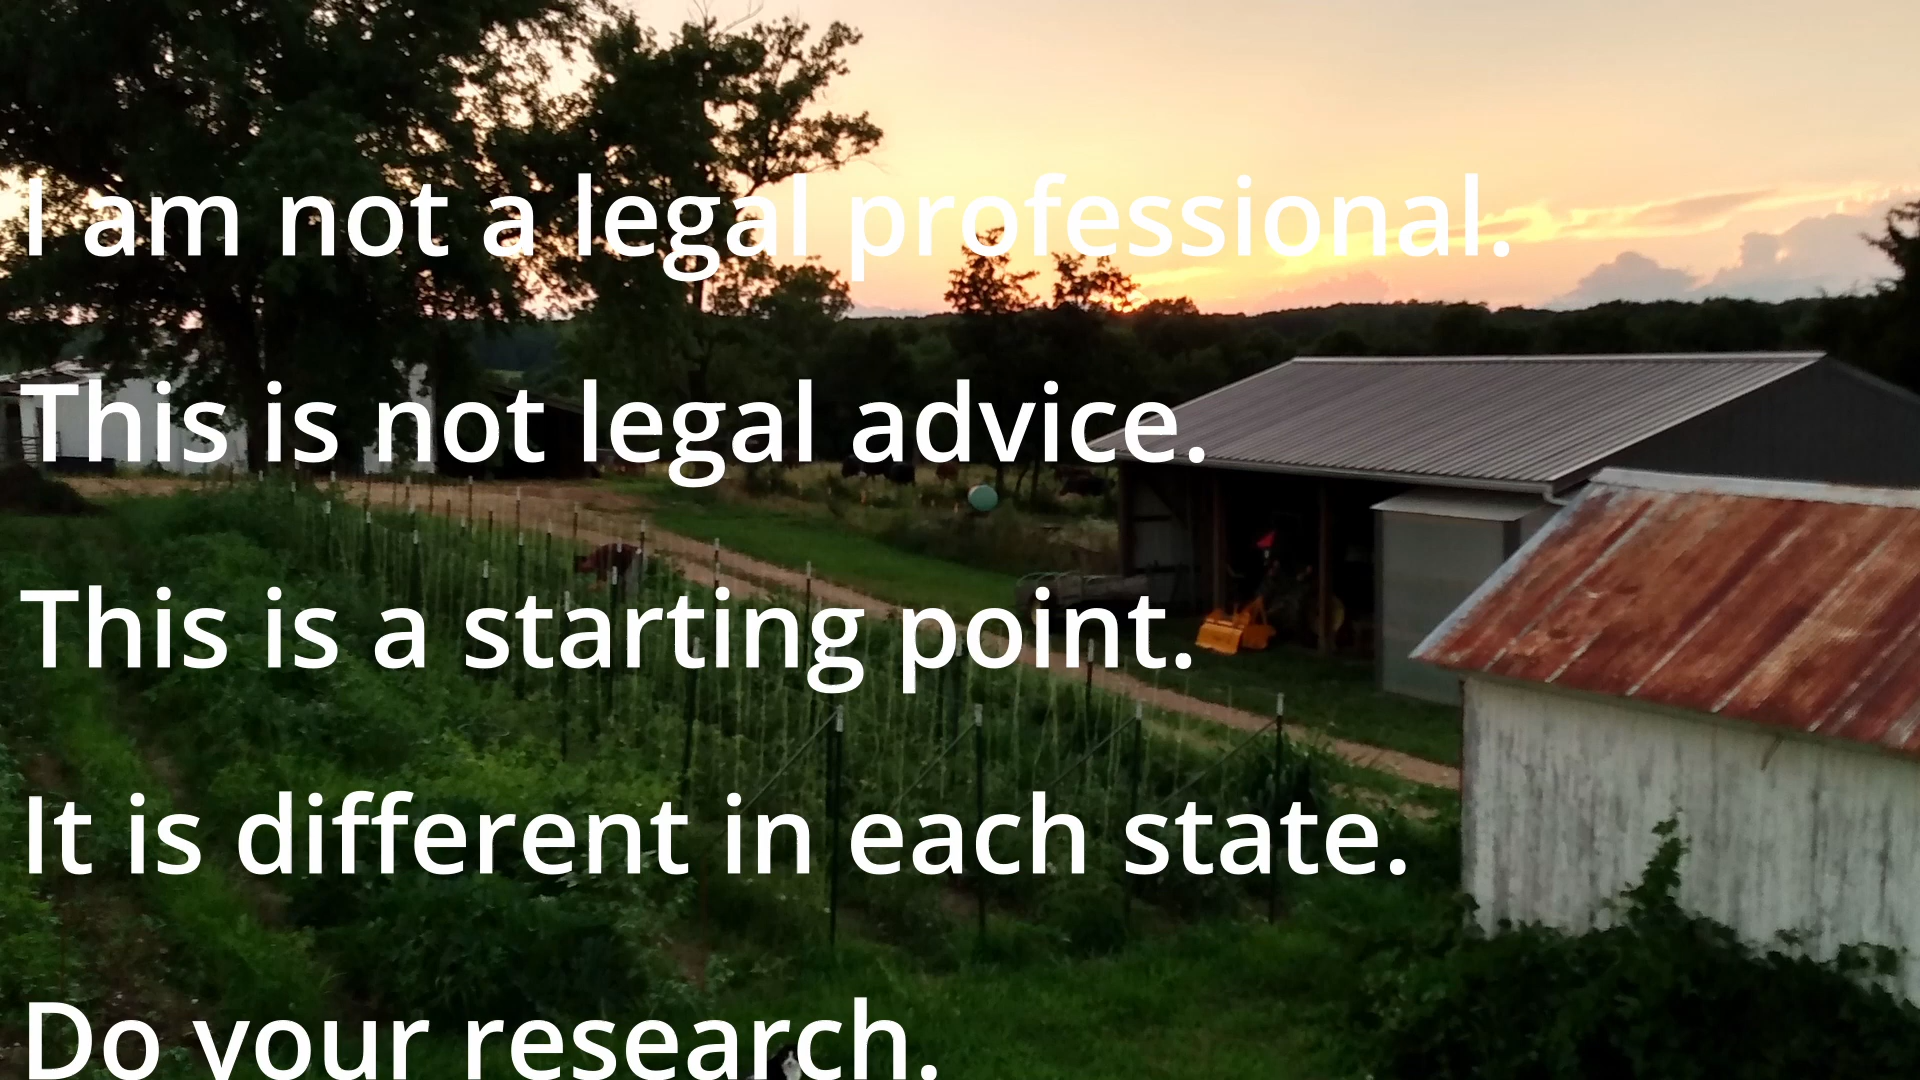 I am not a legal professional.
This is not legal advice.
This is a starting point.
It is different in each state.
Do your research.